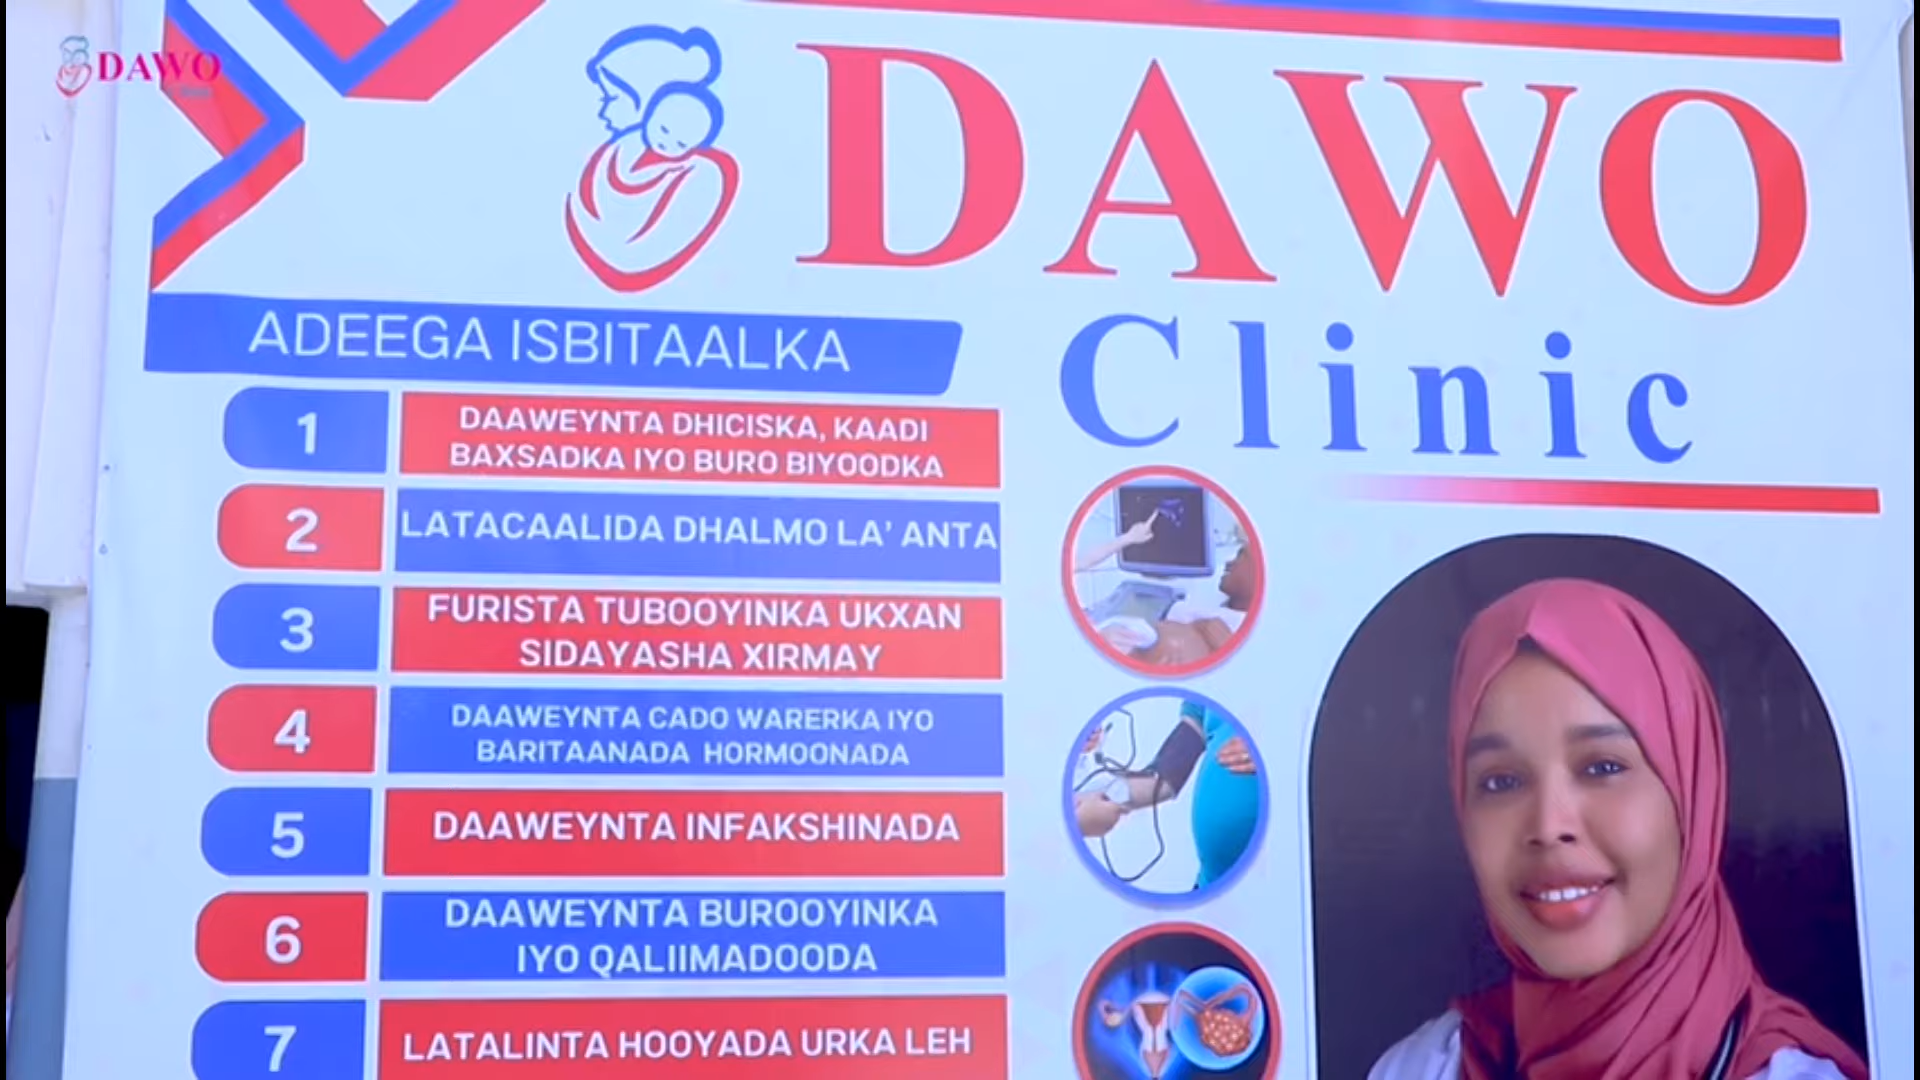 DAWO
DAWO
Clinic
ADEEGA ISBITAALKA
1
DAAWEYNTA DHICISKA, KAADI
BAXSADKA IYO BURO BIYOODKA
2
LATACAALIDA DHALMO LA' ANTA
3
FURISTA TUBOOYINKA UKXAN
SIDAYASHA XIRMAY
4
DAAWEYNTA CADO WARERKA IYO
BARITAANADA HORMOONADA
5
DAAWEYNTA INFAKSHINADA
6
DAAWEYNTA BUROOYINKA
IYO QALIIMADOODA
7
LATALINTA HOOYADA URKA LEH